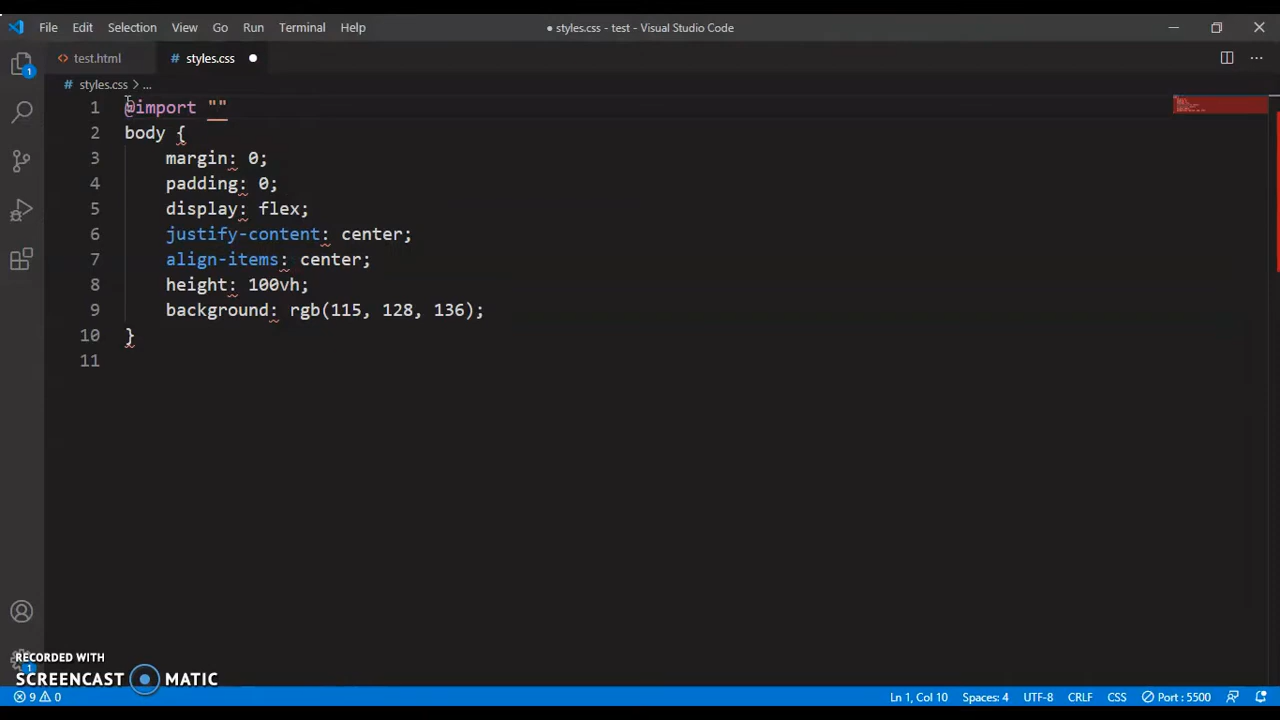 File Edit Selection View Go Run Terminal Help
● styles.css - test - Visual Studio Code
<> test.html
# styles.css ●
# styles.css > ...
1 @import ""
2 body {
3 margin: 0;
4 padding: 0;
5 display: flex;
6 justify-content: center;
7 align-items: center;
8 height: 100vh;
9 background: rgb(115, 128, 136);
10 }
11
1
1
RECORDED WITH
SCREENCAST MATIC
9 0
Ln 1, Col 10 Spaces: 4 UTF-8 CRLF CSS Port : 5500